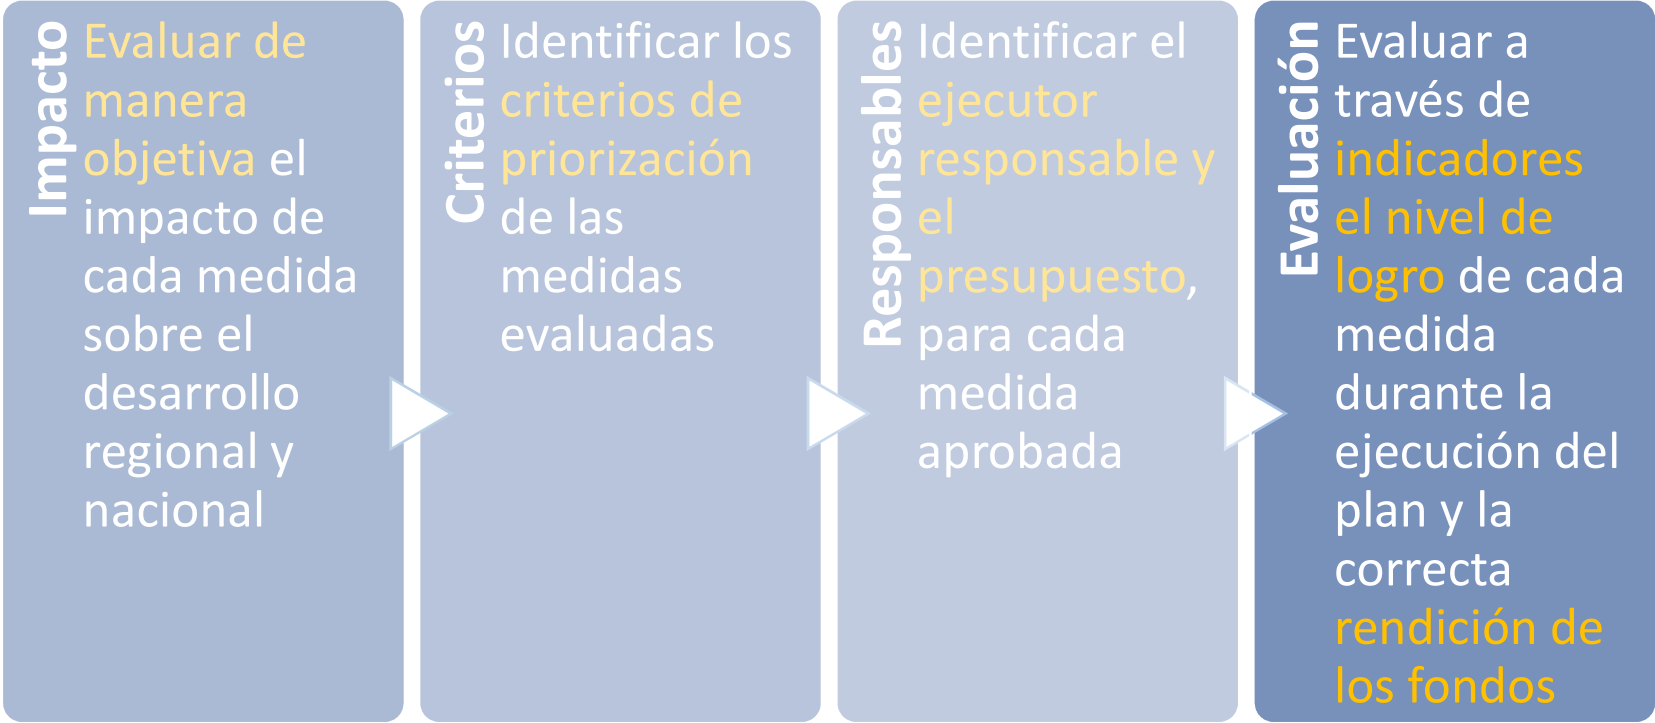 Impacto
Evaluar de
manera
objetiva el
impacto de
cada medida
sobre el
desarrollo
regional y
nacional
Criterios
Identificar los
criterios de
priorización
de las
medidas
evaluadas
Responsables
Identificar el
ejecutor
responsable y
el
presupuesto,
para cada
medida
aprobada
Evaluación
Evaluar a
través de
indicadores
el nivel de
logro de cada
medida
durante la
ejecución del
plan y la
correcta
rendición de
los fondos